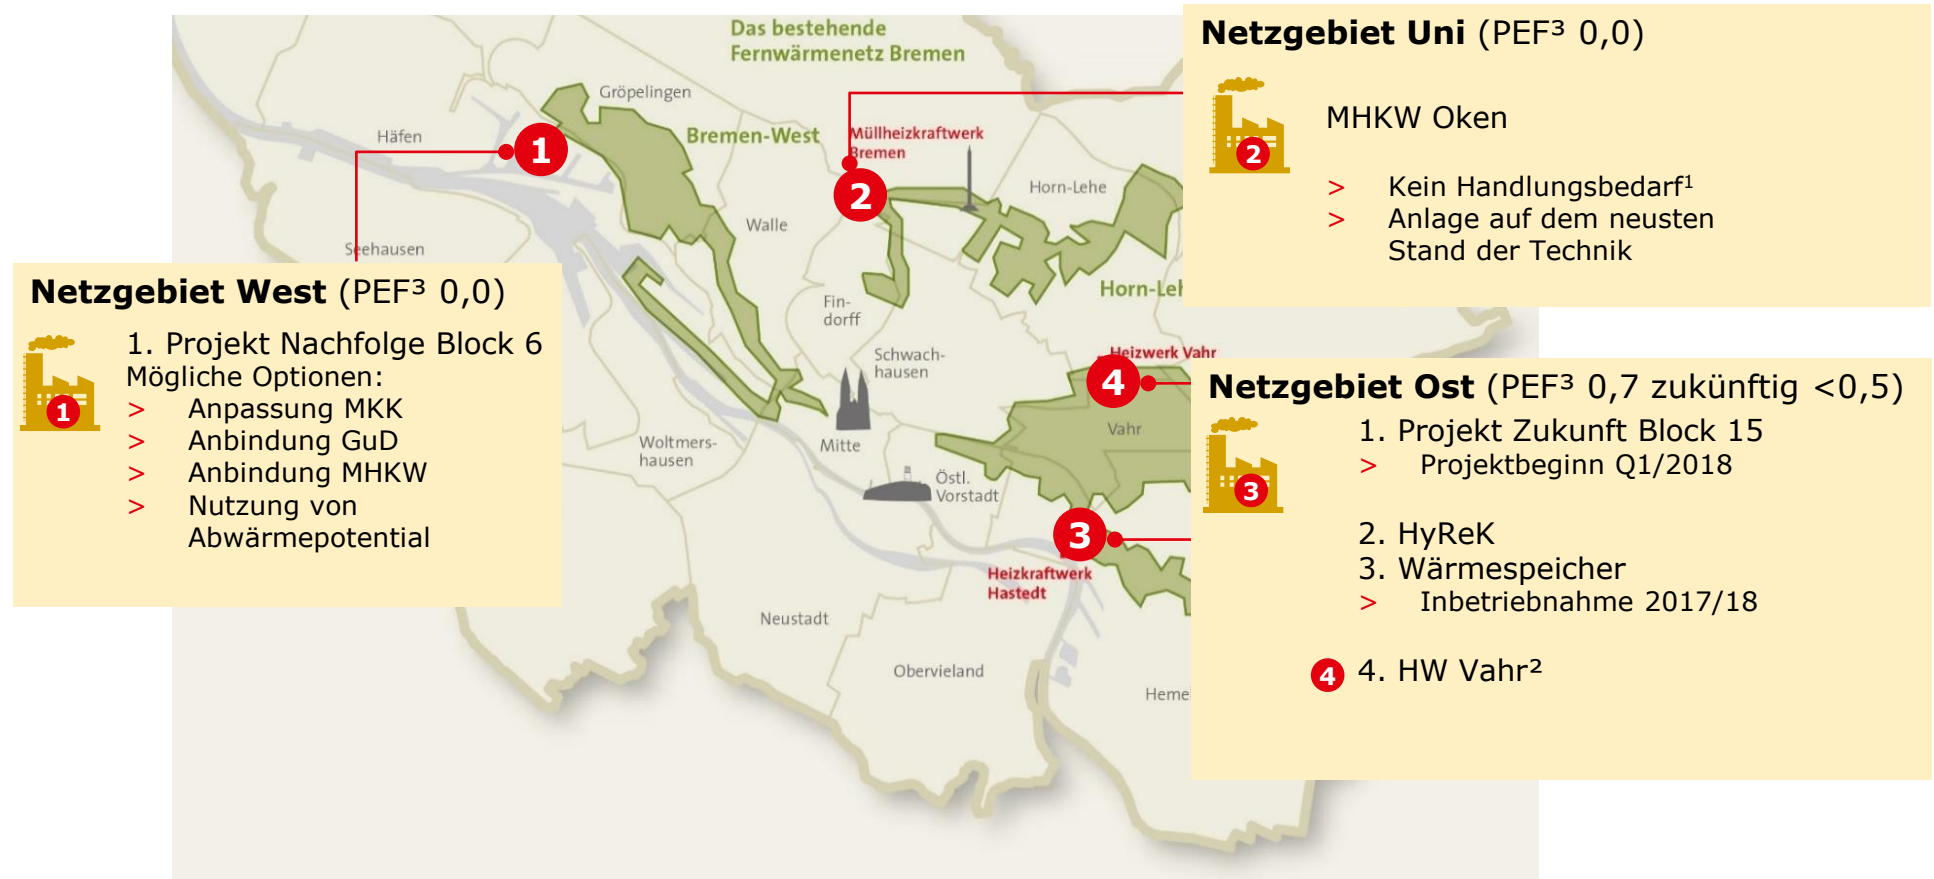 Das bestehende
Fernwärmenetz Bremen
Gröpelingen
Häfen
Bremen-West
Müllheizkraftwerk
Bremen
Horn-Lehe
Walle
Seehausen
1
2
Netzgebiet Uni (PEF³ 0,0)
2
MHKW Oken
> Kein Handlungsbedarf¹
> Anlage auf dem neusten
Stand der Technik
Netzgebiet West (PEF³ 0,0)
1
1. Projekt Nachfolge Block 6
Mögliche Optionen:
> Anpassung MKK
> Anbindung GuD
> Anbindung MHKW
> Nutzung von
Abwärmepotential
Fin-
dorff
Schwach-
hausen
Heizwerk Vahr
4
Vahr
Mitte
Woltmers-
hausen
Östl.
Vorstadt
3
Heizkraftwerk
Hastedt
Neustadt
Obervieland
Netzgebiet Ost (PEF³ 0,7 zukünftig <0,5)
3
1. Projekt Zukunft Block 15
> Projektbeginn Q1/2018
2. HyReK
3. Wärmespeicher
> Inbetriebnahme 2017/18
4 4. HW Vahr²